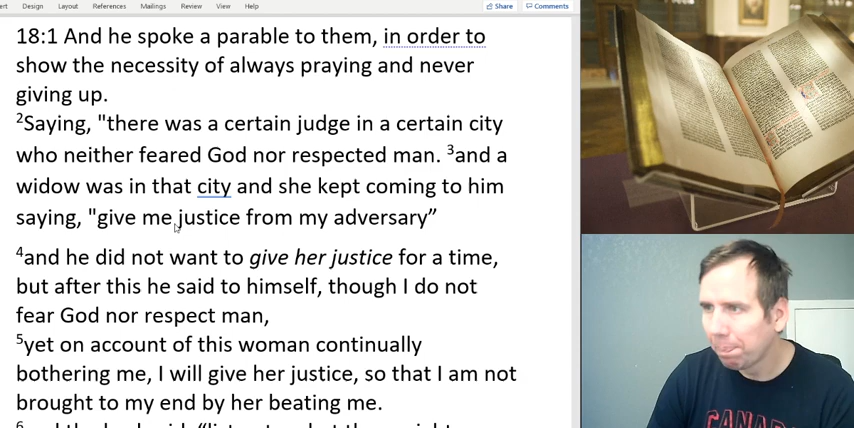 Draw Design Layout References Mailings Review View Help Share Comments
18:1 And he spoke a parable to them, in order to
show the necessity of always praying and never
giving up.
2Saying, "there was a certain judge in a certain city
who neither feared God nor respected man. 3and a
widow was in that city and she kept coming to him
saying, "give me justice from my adversary”
4and he did not want to give her justice for a time,
but after this he said to himself, though I do not
fear God nor respect man,
5yet on account of this woman continually
bothering me, I will give her justice, so that I am not
brought to my end by her beating me.
CANADA